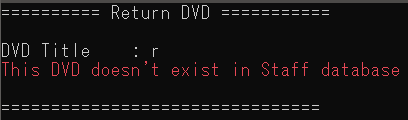 ========== Return DVD ===========
DVD Title    : r
This DVD doesn't exist in Staff database
================================